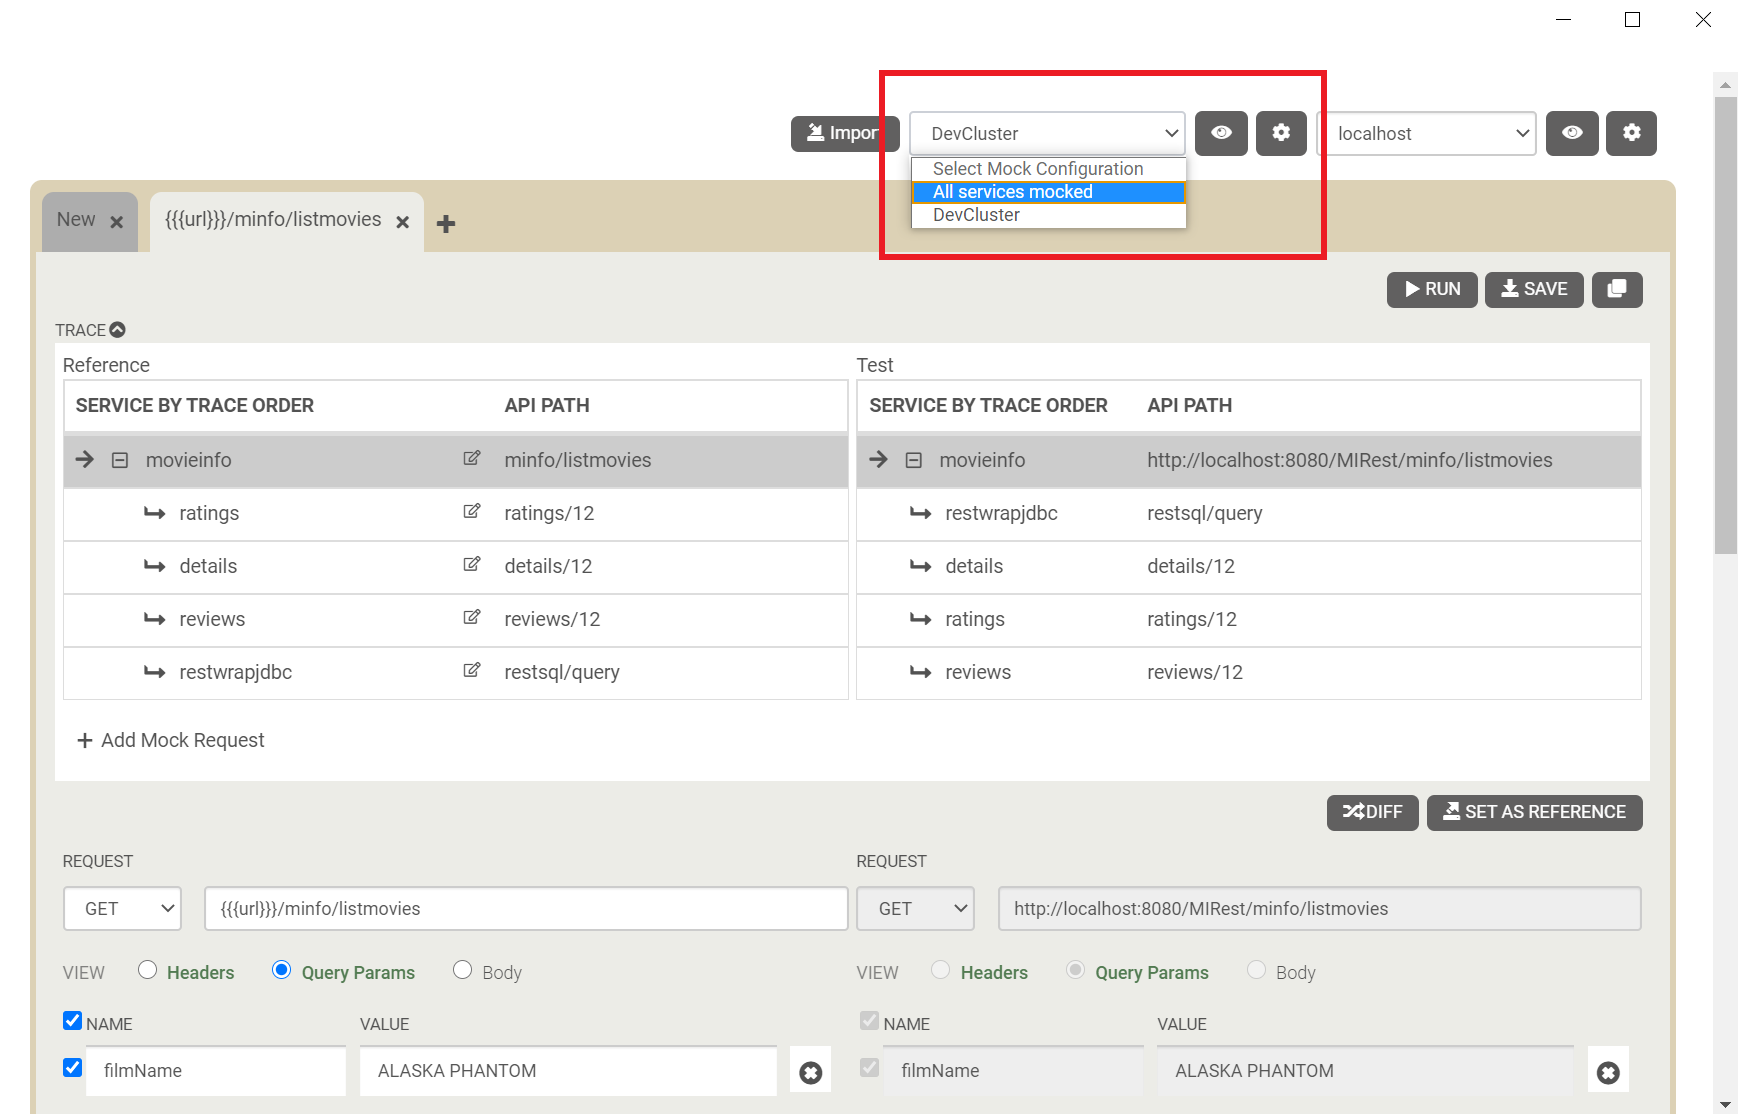 Impor
DevCluster
localhost
Select Mock Configuration
All services mocked
DevCluster
New
{{{url}}}/minfo/listmovies
RUN
SAVE
TRACE
Reference
Test
SERVICE BY TRACE ORDER API PATH
SERVICE BY TRACE ORDER API PATH
movieinfo minfo/listmovies
movieinfo http://localhost:8080/MIRest/minfo/listmovies
ratings ratings/12
restwrapjdbc restsql/query
details details/12
details details/12
reviews reviews/12
ratings ratings/12
restwrapjdbc restsql/query
reviews reviews/12
+ Add Mock Request
DIFF
SET AS REFERENCE
REQUEST
REQUEST
GET {{{url}}}/minfo/listmovies
GET http://localhost:8080/MIRest/minfo/listmovies
VIEW Headers Query Params Body
VIEW Headers Query Params Body
NAME VALUE
NAME VALUE
filmName ALASKA PHANTOM
filmName ALASKA PHANTOM